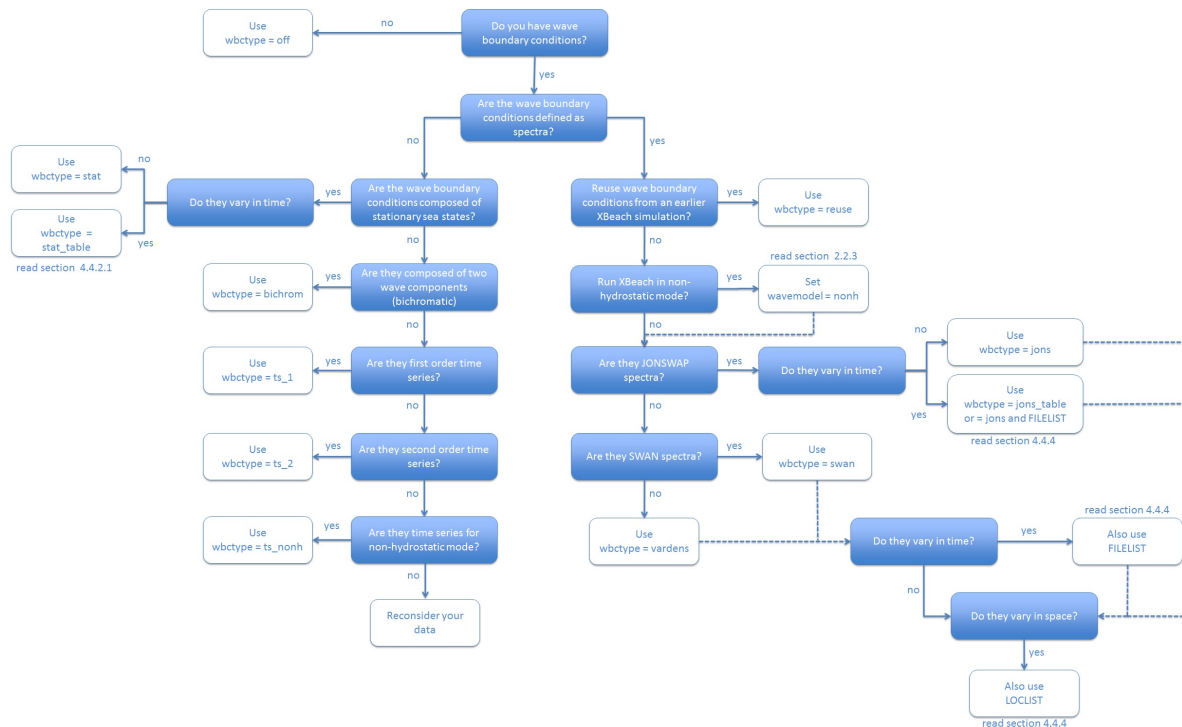 Use
wbctype = off
no
Do you have wave
boundary conditions?
yes
Are the wave boundary
conditions defined as
spectra?
no
yes
Use
wbctype = stat
no
Do they vary in time?
yes
Are the wave boundary
conditions composed of
stationary sea states?
Reuse wave boundary
conditions from an earlier
XBeach simulation?
yes
Use
wbctype = reuse
Use
wbctype =
stat_table
yes
read section 4.4.2.1
no
no
read section 2.2.3
Use
wbctype = bichrom
yes
Are they composed of two
wave components
(bichromatic)
Run XBeach in non-
hydrostatic mode?
yes
Set
wavemodel = nonh
no
no
Use
wbctype = ts_1
yes
Are they first order time
series?
Are they JONSWAP
spectra?
yes
Do they vary in time?
no
Use
wbctype = jons
yes
Use
wbctype = jons_table
or = jons and FILELIST
read section 4.4.4
no
no
Use
wbctype = ts_2
yes
Are they second order time
series?
Are they SWAN spectra?
yes
Use
wbctype = swan
no
no
Use
wbctype = ts_nonh
yes
Are they time series for
non-hydrostatic mode?
Use
wbctype = vardens
Do they vary in time?
yes
read section 4.4.4
Also use
FILELIST
no
no
Reconsider your
data
Do they vary in space?
yes
Also use
LOCLIST
read section 4.4.4